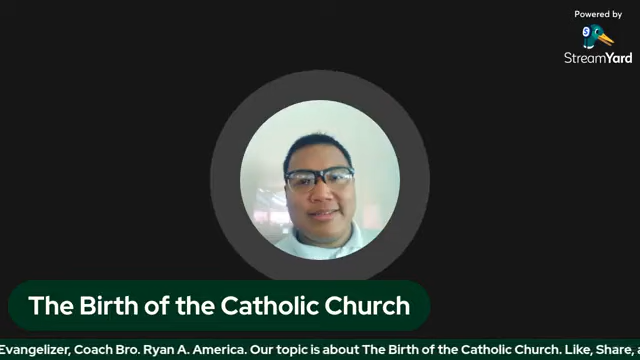 Powered by
StreamYard
The Birth of the Catholic Church
Evangelizer, Coach Bro. Ryan A. America. Our topic is about The Birth of the Catholic Church. Like, Share,